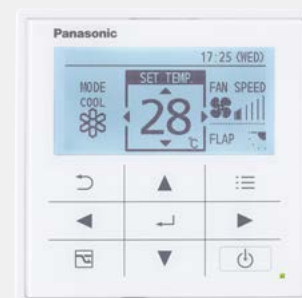 Panasonic
17:25 (WED)
MODE
COOL
SET TEMP.
28
℃
FAN SPEED
FLAP